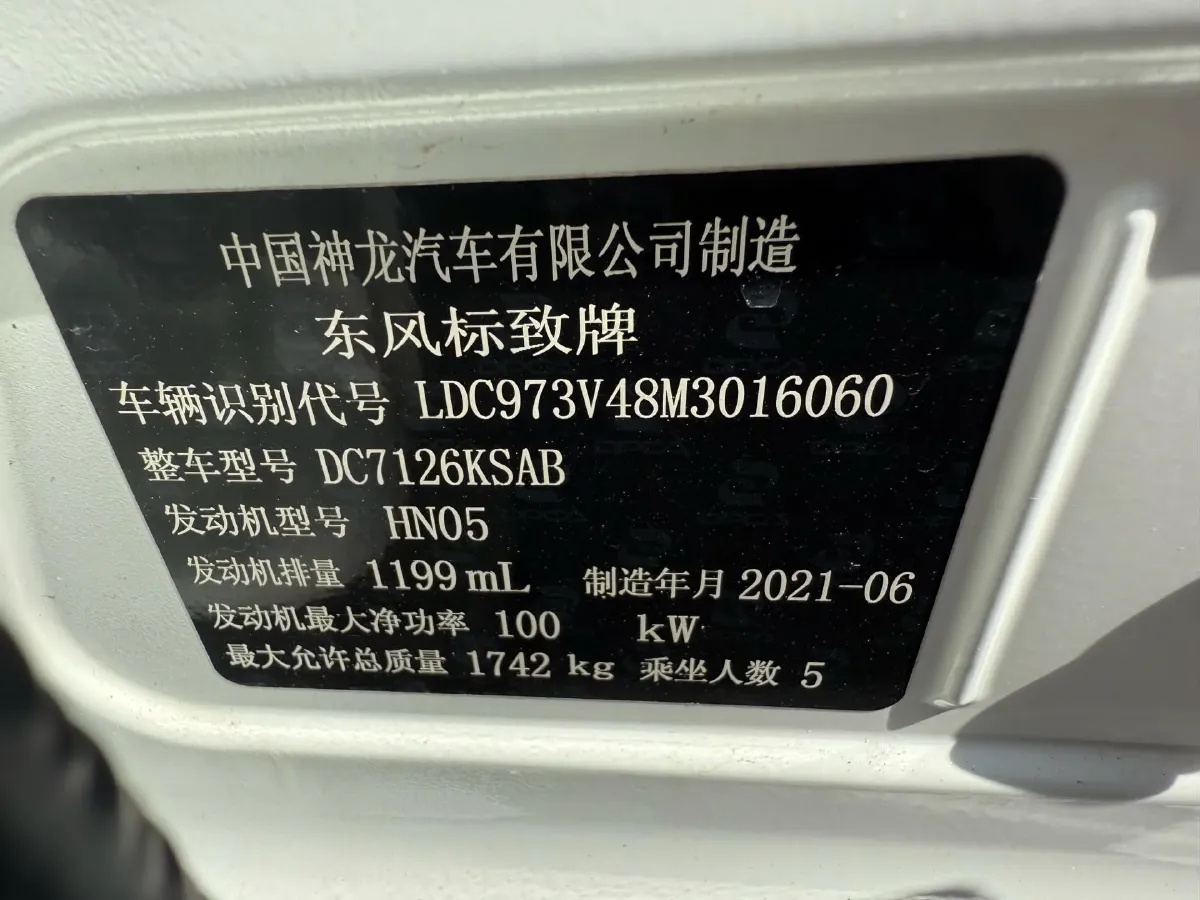 中国神龙汽车有限公司制造
东风标致牌
车辆识别代号 LDC973V48M3016060
整车型号 DC7126KSAB
发动机型号 HN05
发动机排量 1199 mL 制造年月 2021-06
发动机最大净功率 100 kW
最大允许总质量 1742 kg 乘坐人数 5